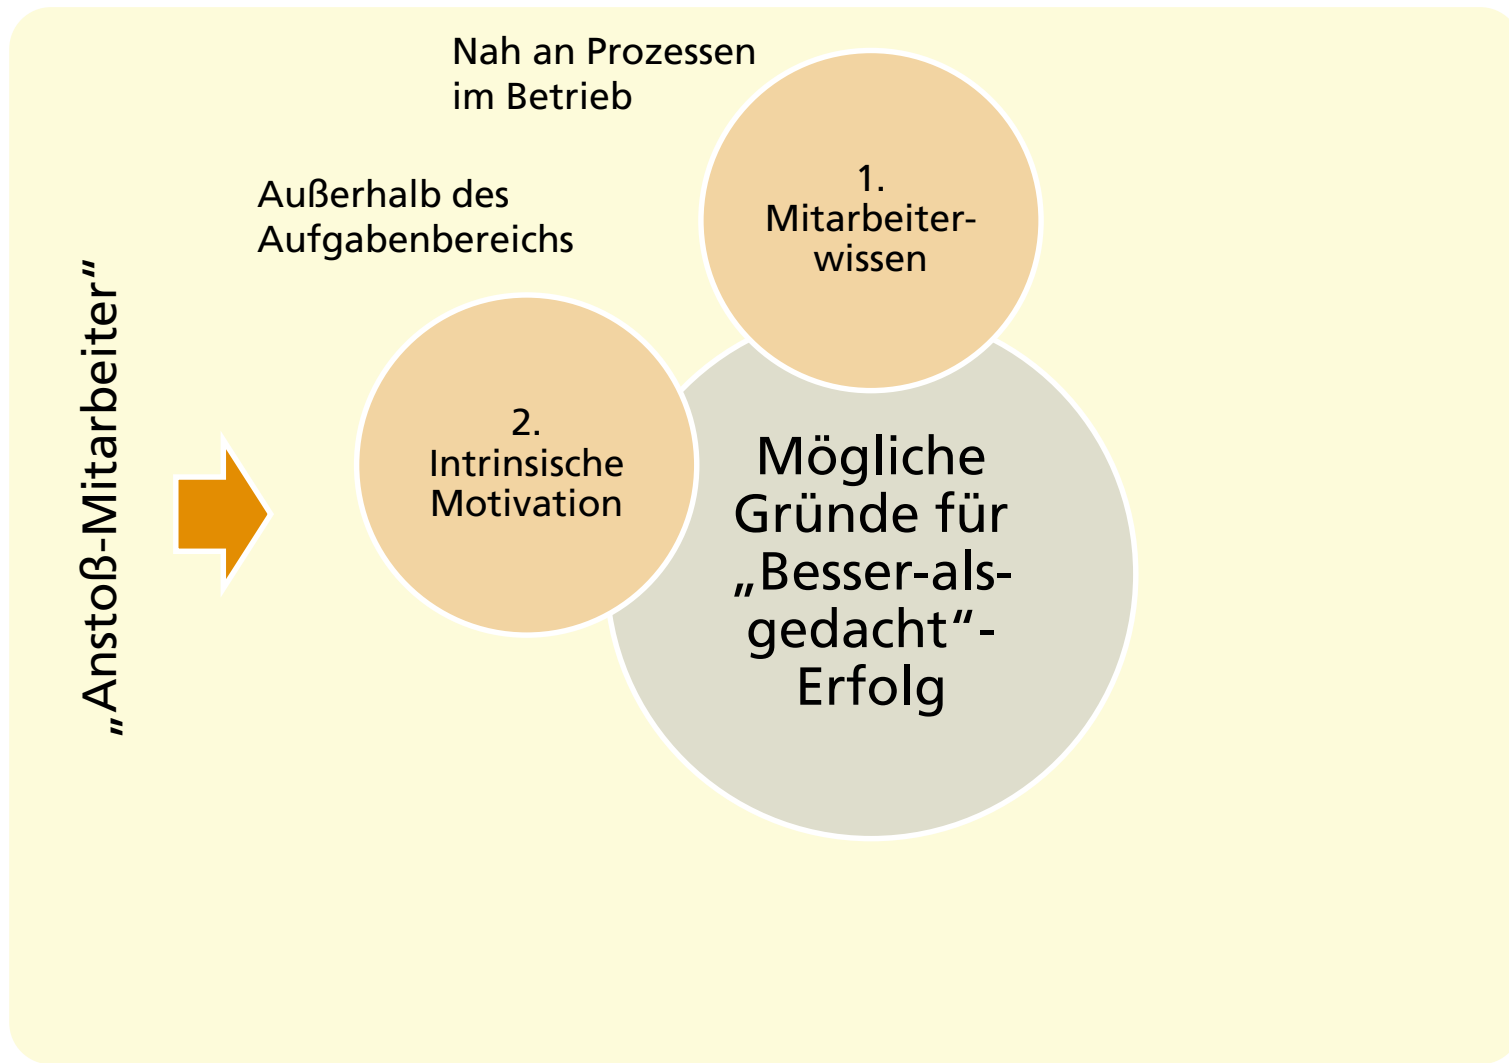 Nah an Prozessen
im Betrieb
1.
Mitarbeiter-
wissen
Außerhalb des
Aufgabenbereichs
„Anstoß-Mitarbeiter“
2.
Intrinsische
Motivation
Mögliche
Gründe für
„Besser-als-
gedacht“-
Erfolg